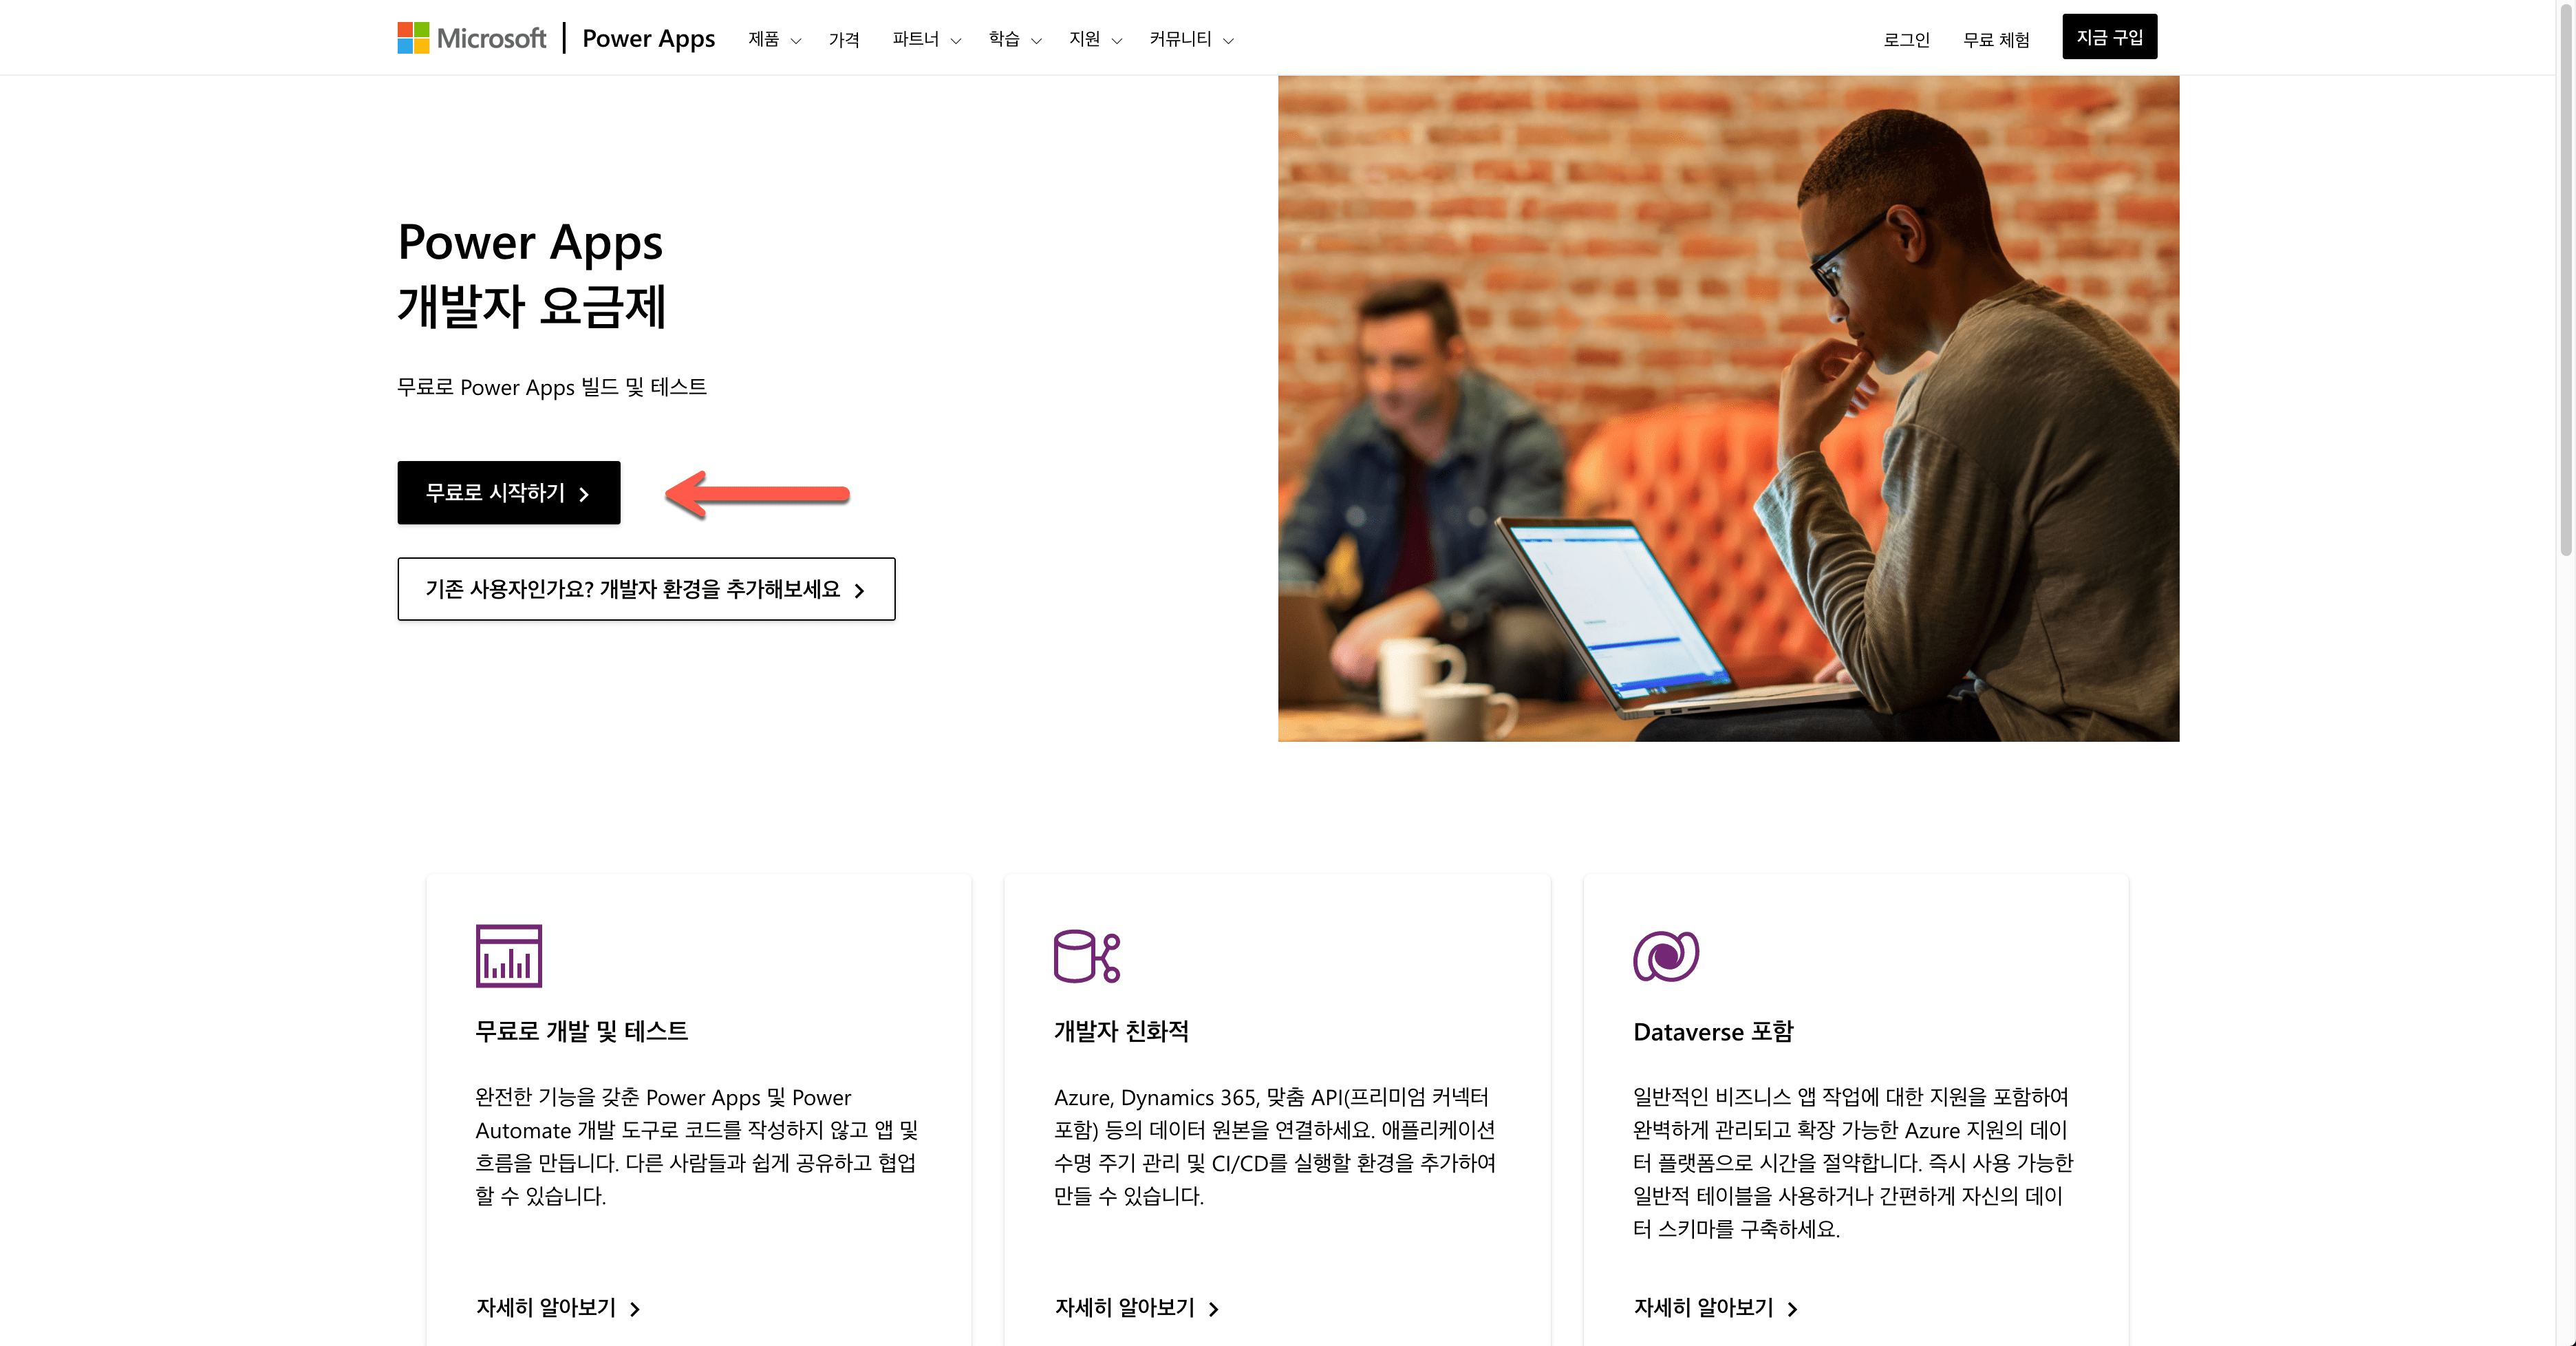 Microsoft | Power Apps 제품 가격 파트너 학습 지원 커뮤니티 로그인 무료 체험 지금 구입
Power Apps
개발자 요금제
무료로 Power Apps 빌드 및 테스트
무료로 시작하기
기존 사용자인가요? 개발자 환경을 추가해보세요
무료로 개발 및 테스트
완전한 기능을 갖춘 Power Apps 및 Power
Automate 개발 도구로 코드를 작성하지 않고 앱 및
흐름을 만듭니다. 다른 사람들과 쉽게 공유하고 협업
할 수 있습니다.
자세히 알아보기
개발자 친화적
Azure, Dynamics 365, 맞춤 API(프리미엄 커넥터
포함) 등의 데이터 원본을 연결하세요. 애플리케이션
수명 주기 관리 및 CI/CD를 실행할 환경을 추가하여
만들 수 있습니다.
자세히 알아보기
Dataverse 포함
일반적인 비즈니스 앱 작업에 대한 지원을 포함하여
완벽하게 관리되고 확장 가능한 Azure 지원의 데이
터 플랫폼으로 시간을 절약합니다. 즉시 사용 가능한
일반적 테이블을 사용하거나 간편하게 자신의 데이
터 스키마를 구축하세요.
자세히 알아보기